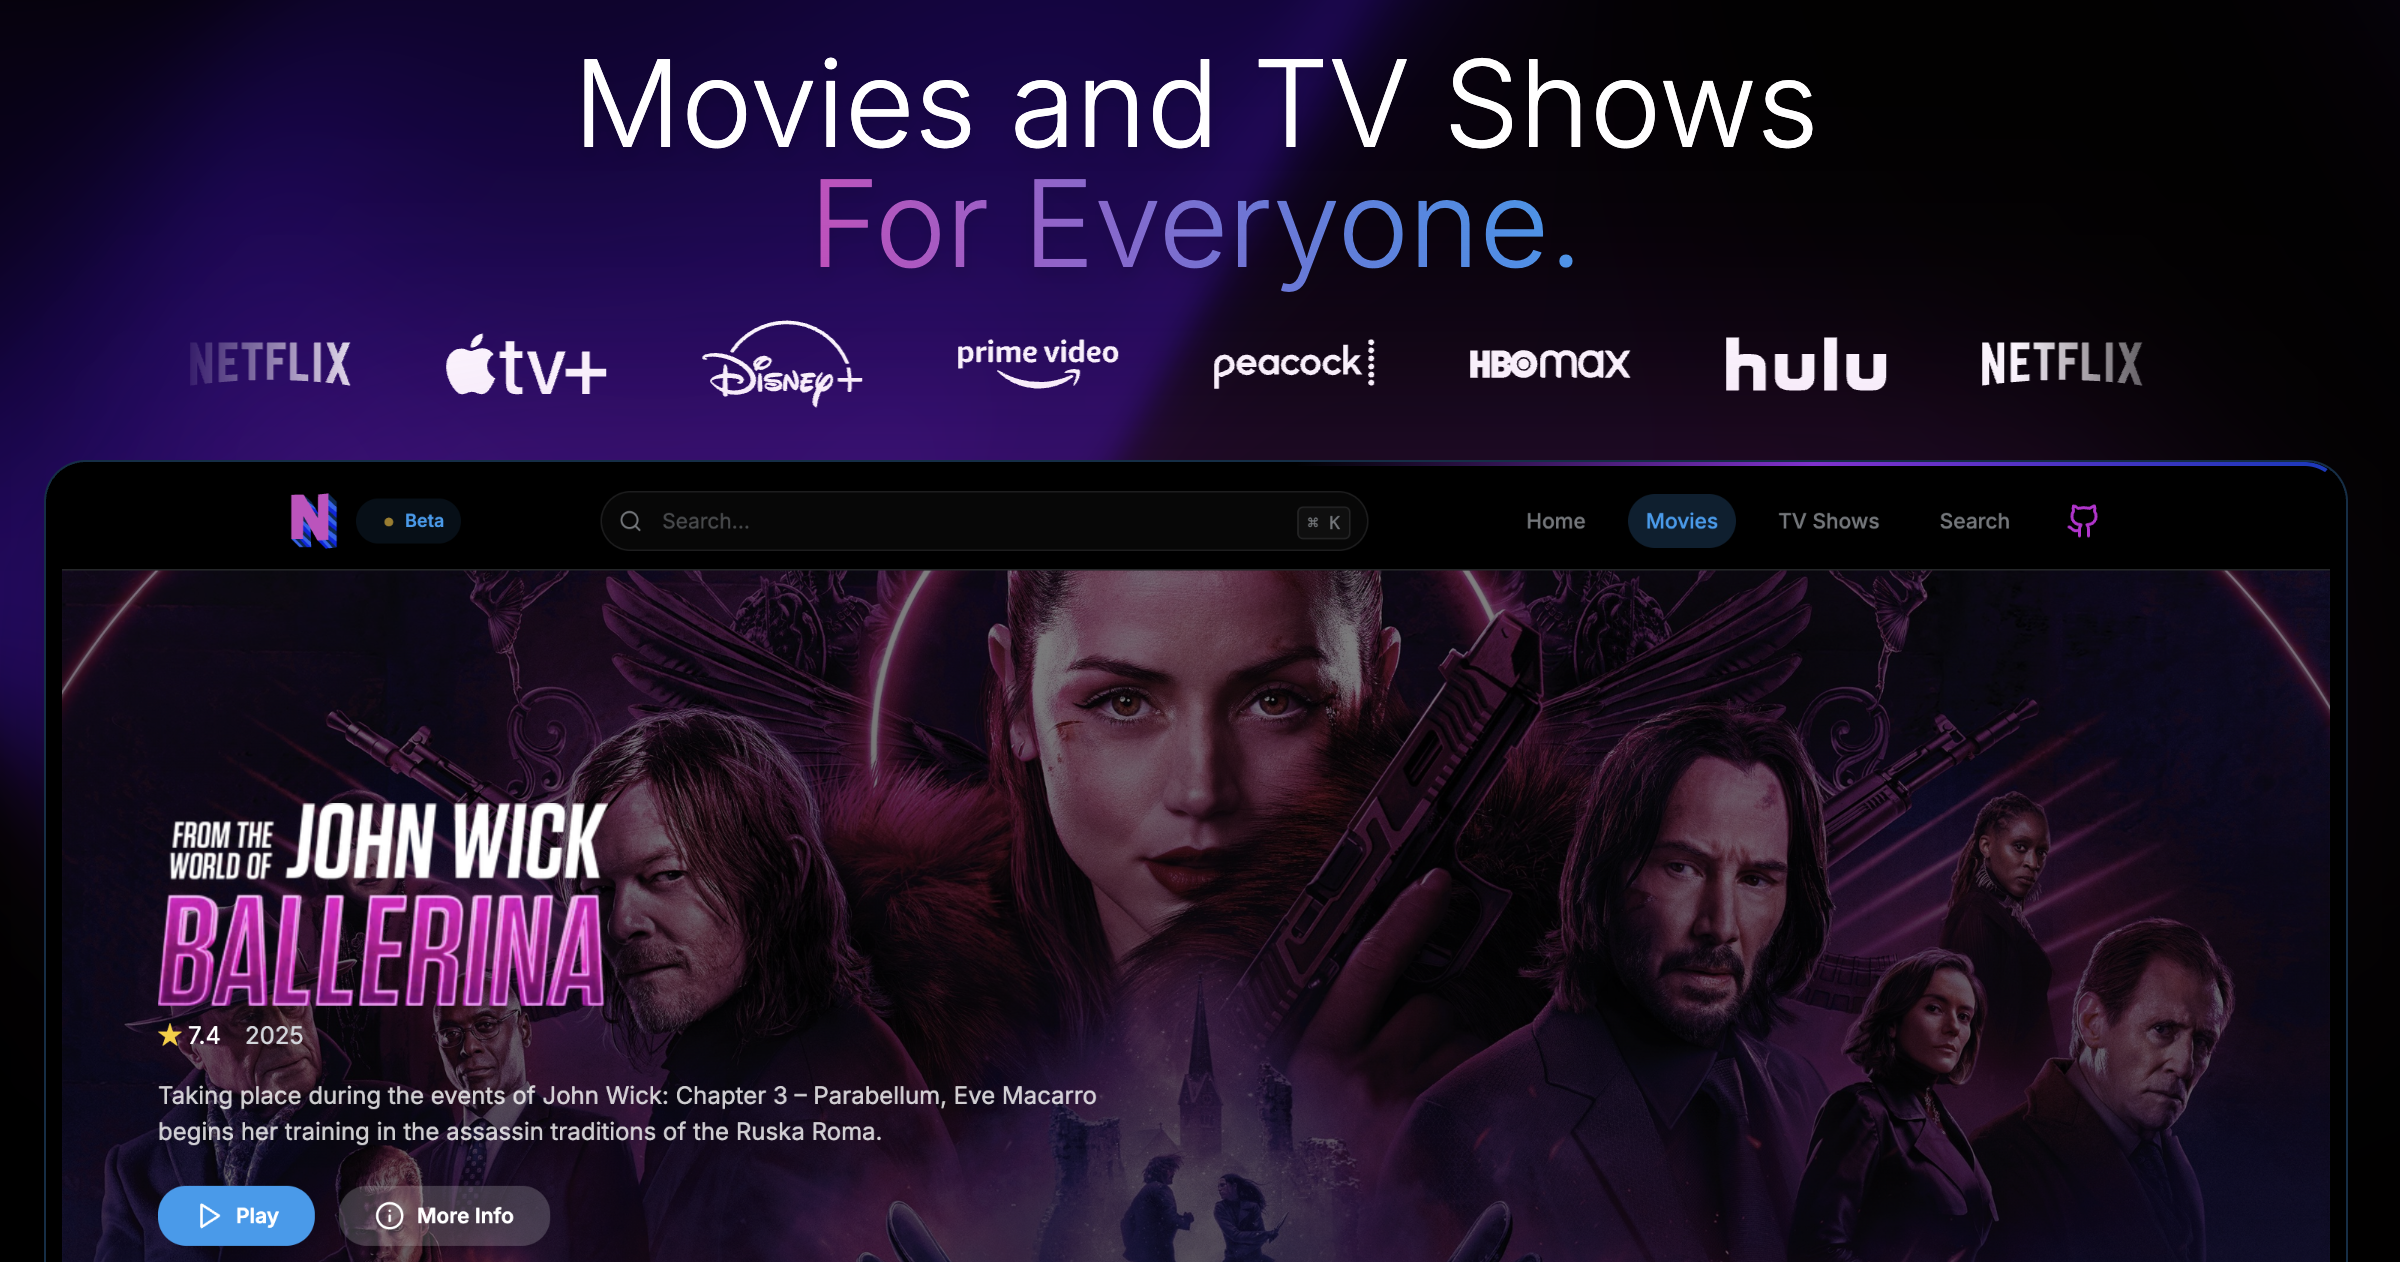 Movies and TV Shows
For Everyone.
NETFLIX
tv+
Disney+
prime video
peacock
HBOmax
hulu
NETFLIX
N
Beta
Search...
⌘ K
Home
Movies
TV Shows
Search
FROM THE
WORLD OF
JOHN WICK
BALLERINA
7.4 2025
Taking place during the events of John Wick: Chapter 3 – Parabellum, Eve Macarro
begins her training in the assassin traditions of the Ruska Roma.
Play
More Info